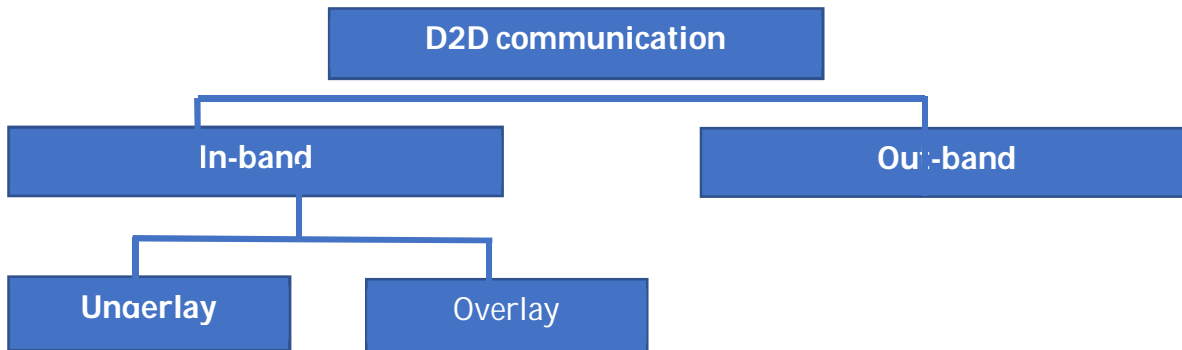 D2D communication
In-band
Out-band
Underlay
Overlay